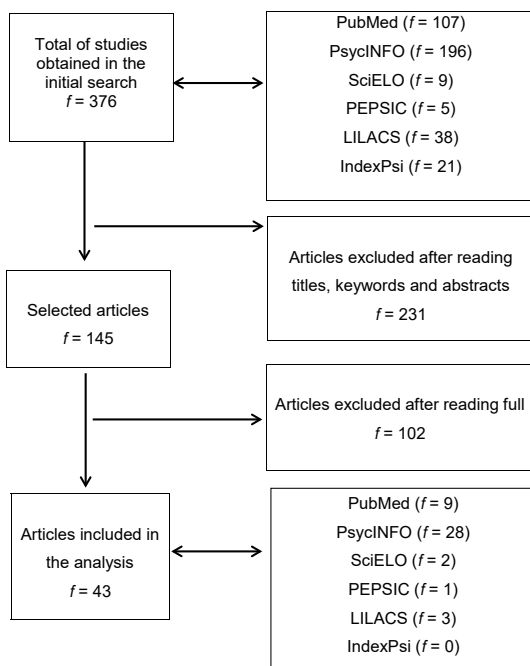 Total of studies
obtained in the
initial search
f = 376
PubMed (f = 107)
PsycINFO (f = 196)
SciELO (f = 9)
PEPSIC (f = 5)
LILACS (f = 38)
IndexPsi (f = 21)
Articles excluded after reading
titles, keywords and abstracts
f = 231
Selected articles
f = 145
Articles excluded after reading full
f = 102
Articles included in
the analysis
f = 43
PubMed (f = 9)
PsycINFO (f = 28)
SciELO (f = 2)
PEPSIC (f = 1)
LILACS (f = 3)
IndexPsi (f = 0)